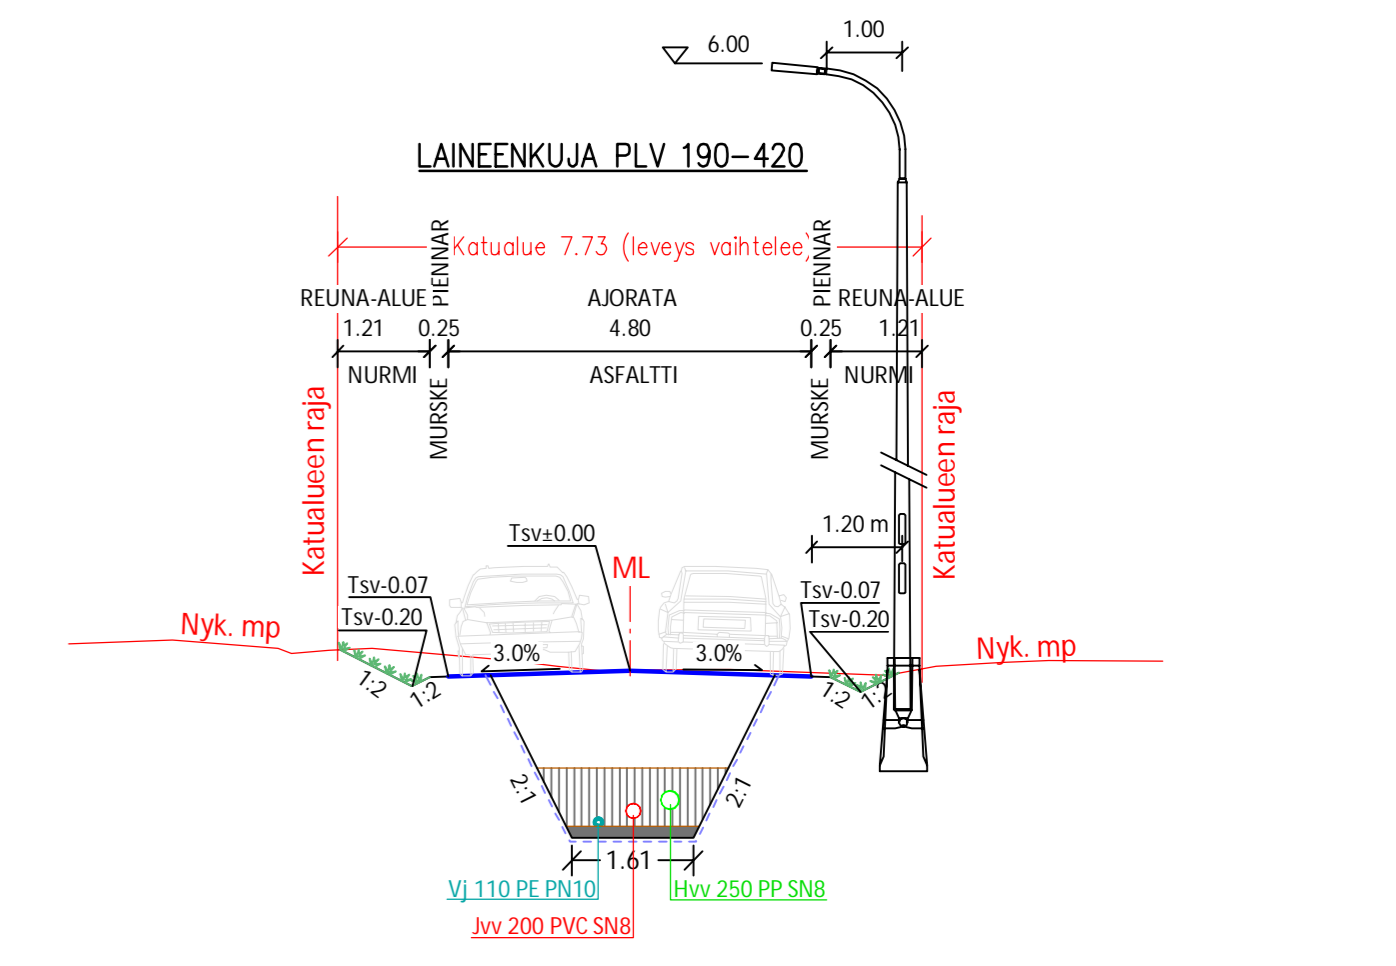 1.00
6.00
LAINEENKUJA PLV 190-420
Katualue 7.73 (leveys vaihtelee)
PIENNAR
PIENNAR
REUNA-ALUE
AJORATA
REUNA-ALUE
1.21
0.25
4.80
0.25
1.21
NURMI
MURSKE
ASFALTTI
MURSKE
NURMI
Katualueen raja
Katualueen raja
1.20 m
Tsv±0.00
ML
Tsv-0.07
Tsv-0.20
Tsv-0.07
Tsv-0.20
Nyk. mp
Nyk. mp
3.0%
3.0%
1:2
1:2
1:2
1:2
2:1
2:1
1.61
Vj 110 PE PN10
Hvv 250 PP SN8
Jvv 200 PVC SN8